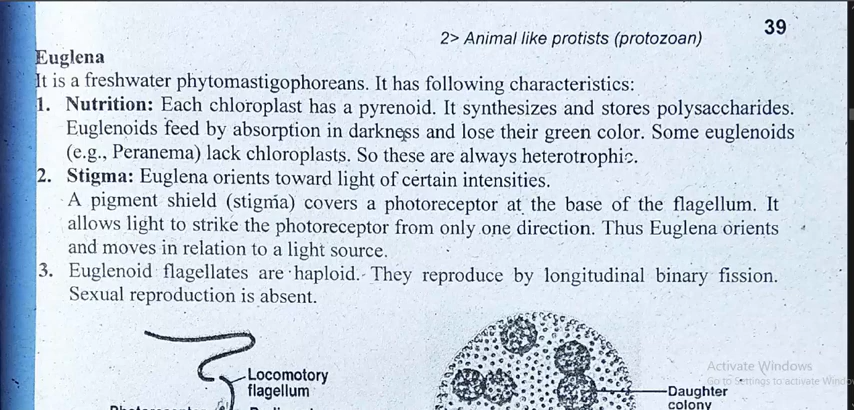 39
2> Animal like protists (protozoan)
Euglena
It is a freshwater phytomastigophoreans. It has following characteristics:
1. Nutrition: Each chloroplast has a pyrenoid. It synthesizes and stores polysaccharides.
Euglenoids feed by absorption in darkness and lose their green color. Some euglenoids
(e.g., Peranema) lack chloroplasts. So these are always heterotrophic.
2. Stigma: Euglena orients toward light of certain intensities.
A pigment shield (stigma) covers a photoreceptor at the base of the flagellum. It
allows light to strike the photoreceptor from only one direction. Thus Euglena orients
and moves in relation to a light source.
3. Euglenoid flagellates are haploid. They reproduce by longitudinal binary fission.
Sexual reproduction is absent.
Locomotory
flagellum
Daughter
colony
Activate Windows
Go to Settings to activate